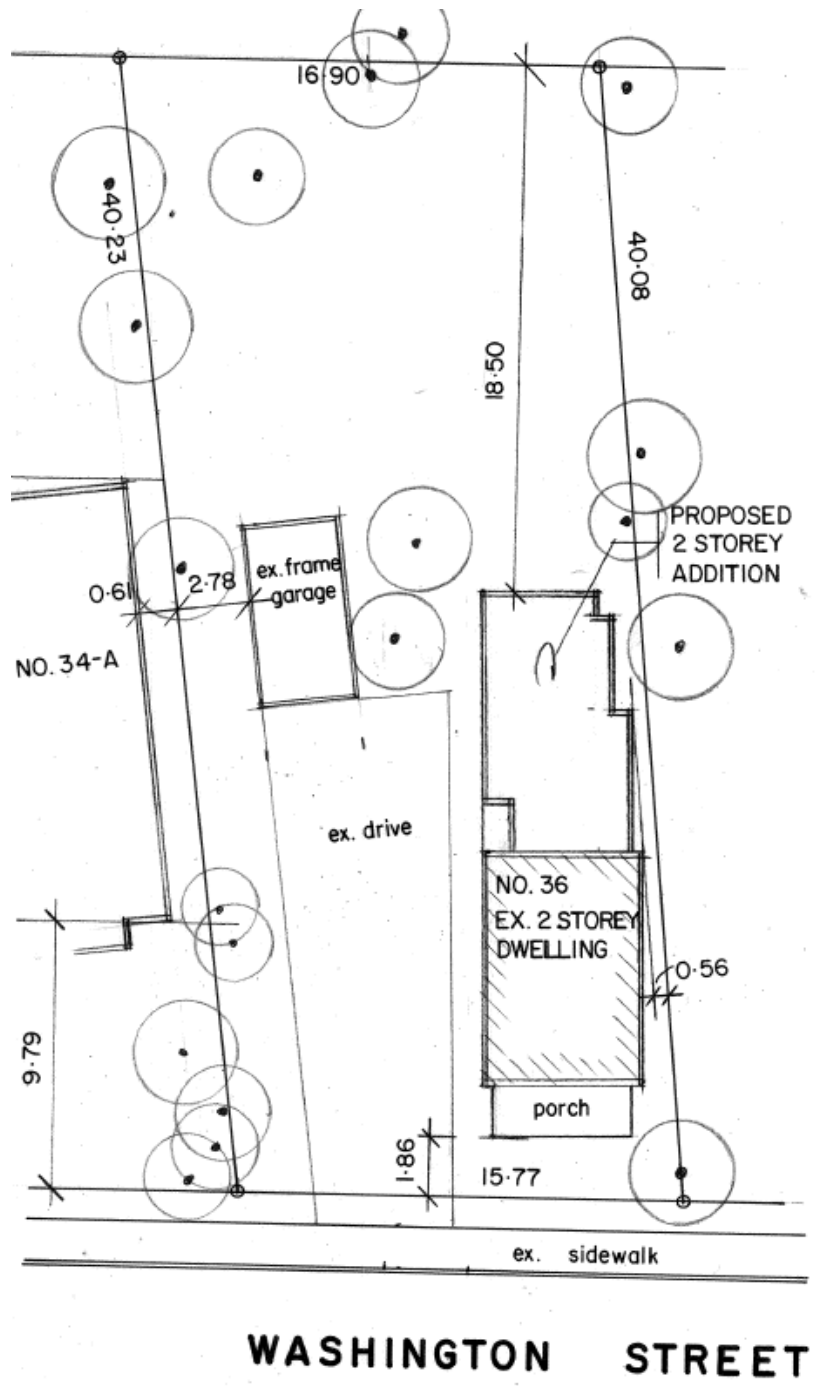 16.90
40.23
40.08
18.50
PROPOSED
2 STOREY
ADDITION
0.61
2.78
ex. frame
garage
NO. 34-A
ex. drive
NO. 36
EX. 2 STOREY
DWELLING
0.56
9.79
porch
1.86
15.77
ex. sidewalk
WASHINGTON STREET